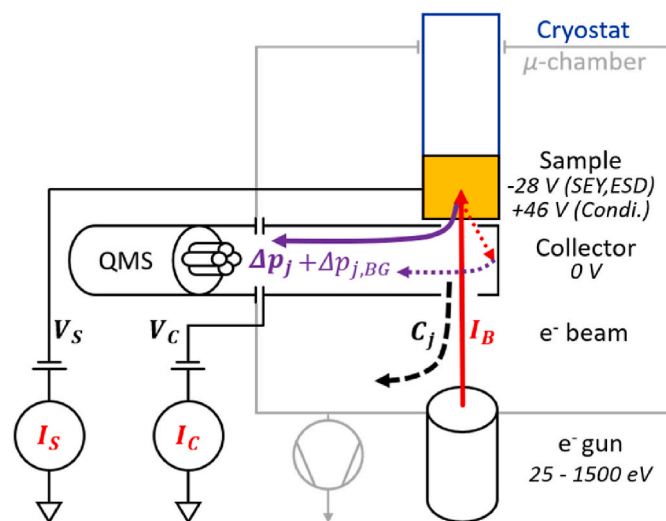 Cryostat
μ-chamber
Sample
-28 V (SEY,ESD)
+46 V (Condi.)
QMS
Δp_j + Δp_{j,BG}
Collector
0 V
V_S
V_C
C_j
I_B
e⁻ beam
I_S
I_C
e⁻ gun
25 - 1500 eV